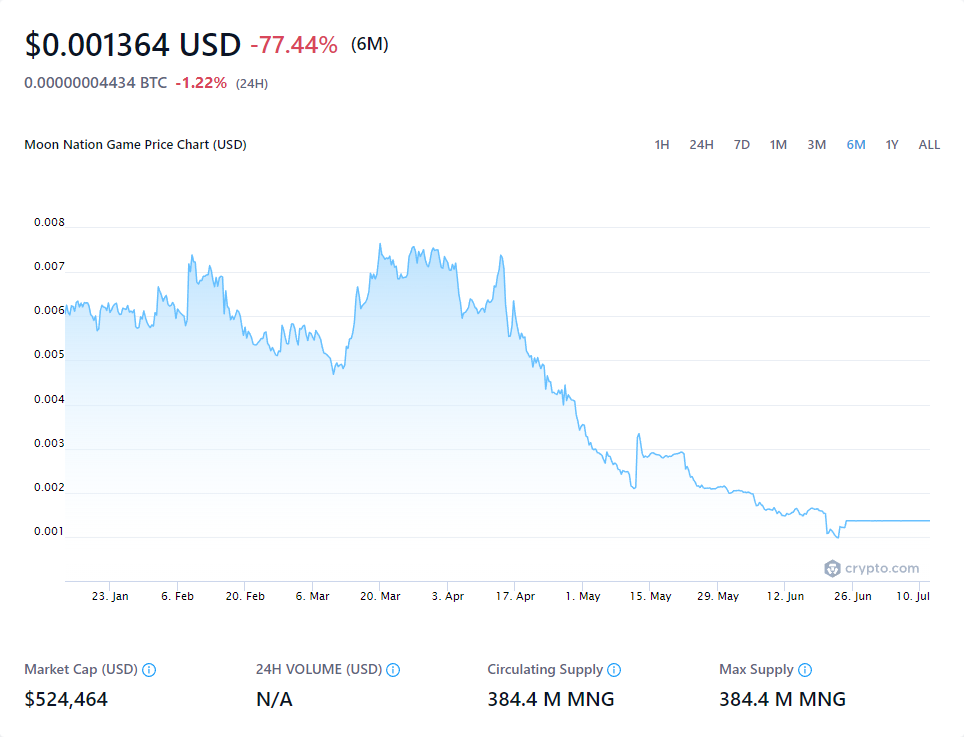 $0.001364 USD -77.44% (6M)
0.00000004434 BTC -1.22% (24H)
Moon Nation Game Price Chart (USD) 1H 24H 7D 1M 3M 6M 1Y ALL
0.008
0.007
0.006
0.005
0.004
0.003
0.002
0.001
crypto.com
23. Jan 6. Feb 20. Feb 6. Mar 20. Mar 3. Apr 17. Apr 1. May 15. May 29. May 12. Jun 26. Jun 10. Jul
Market Cap (USD) 24H VOLUME (USD) Circulating Supply Max Supply
$524,464 N/A 384.4 M MNG 384.4 M MNG